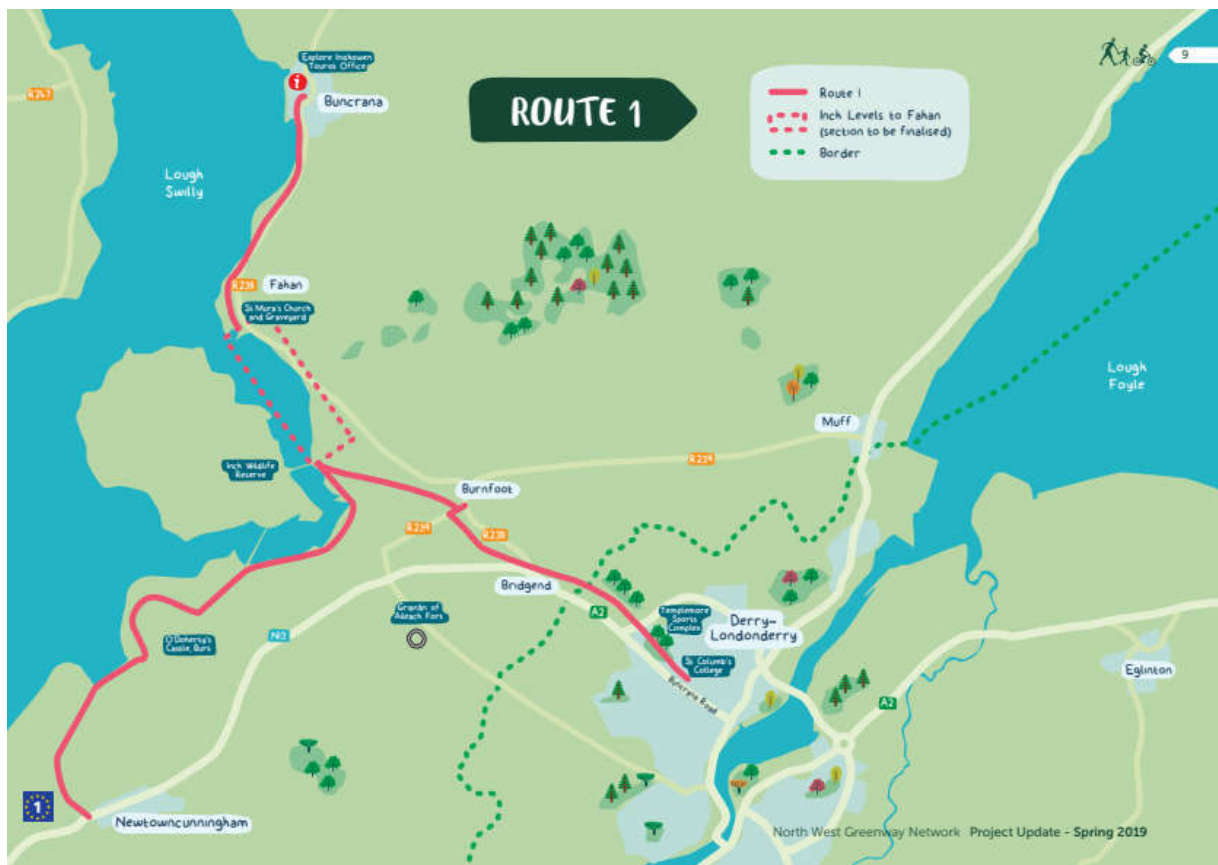 9
ROUTE 1
Route 1
Inch Levels to Fahan
(section to be finalised)
Border
Explore Inishowen
Tourist Office
i
Buncrana
R247
Lough
Swilly
R238
Fahan
St Mura's Church
and Graveyard
Lough
Foyle
Muff
R239
Inch Wildlife
Reserve
Burnfoot
R239
R238
Bridgend
A2
Templemore
Sports
Complex
Derry-
Londonderry
Grianán of
Aileach Fort
O'Doherty's
Castle, Burt
N13
St Columb's
College
Buncrana Road
Eglinton
A2
1
Newtowncunningham
North West Greenway Network Project Update - Spring 2019